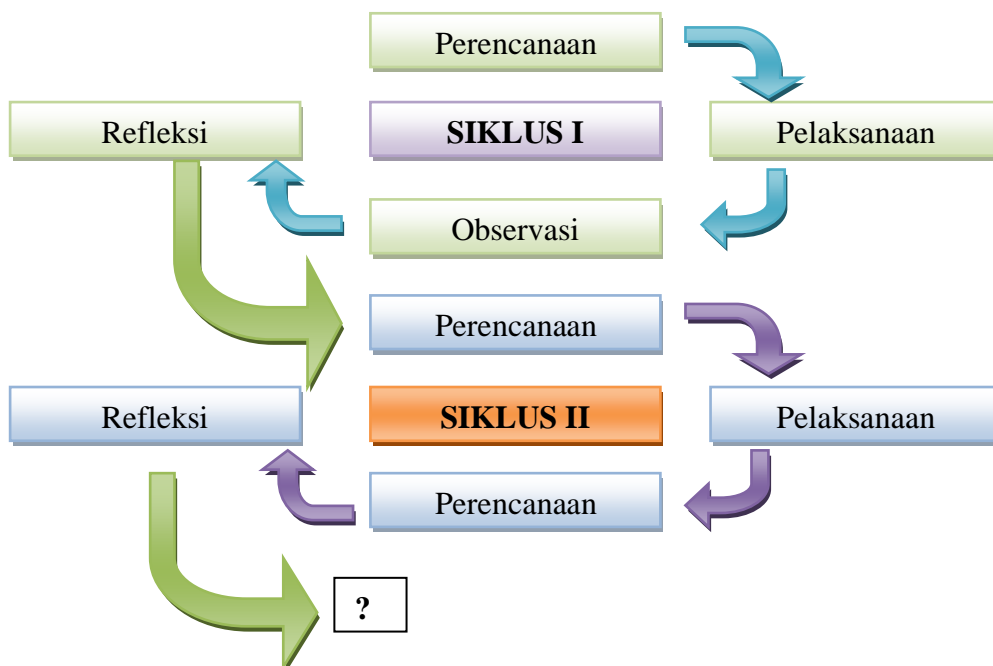 Perencanaan
Refleksi
SIKLUS I
Pelaksanaan
Observasi
Perencanaan
Refleksi
SIKLUS II
Pelaksanaan
Perencanaan
?